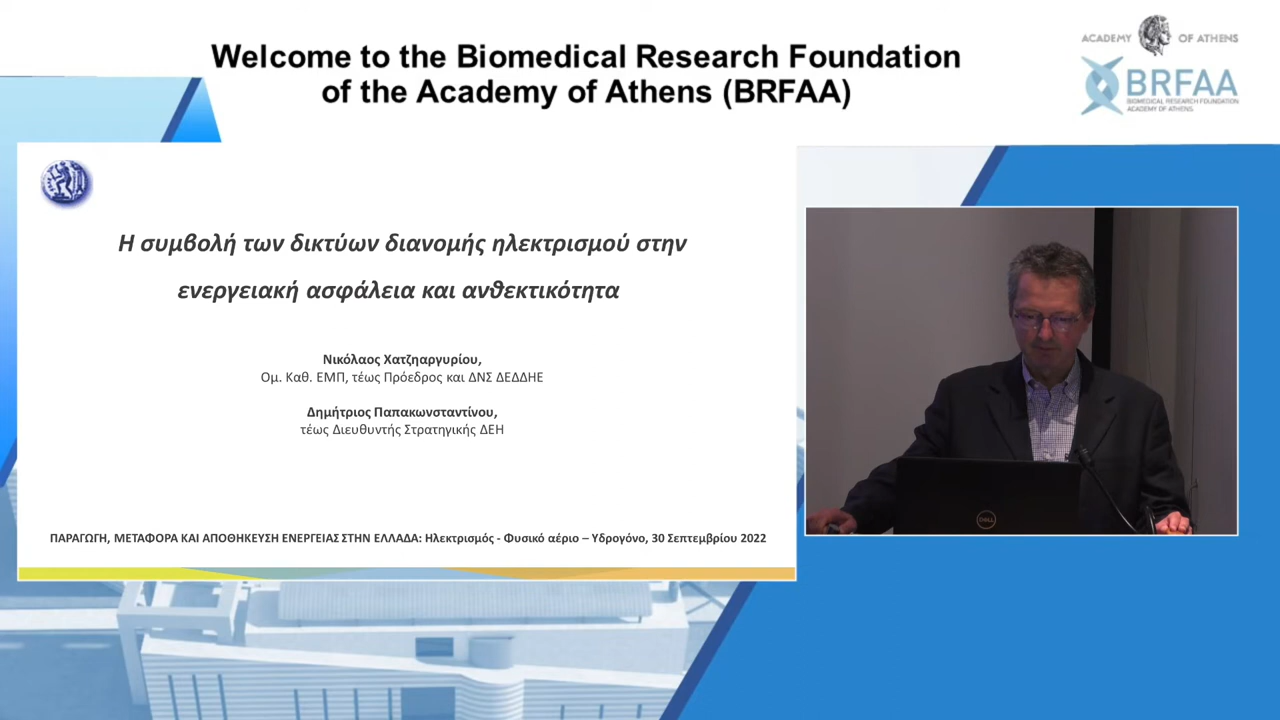 Welcome to the Biomedical Research Foundation
of the Academy of Athens (BRFAA)
ACADEMY OF ATHENS
BRFAA
BIOMEDICAL RESEARCH FOUNDATION
ACADEMY OF ATHENS
Η συμβολή των δικτύων διανομής ηλεκτρισμού στην
ενεργειακή ασφάλεια και ανθεκτικότητα
Νικόλαος Χατζηαργυρίου,
Ομ. Καθ. ΕΜΠ, τέως Πρόεδρος και ΔΝΣ ΔΕΔΔΗΕ
Δημήτριος Παπακωνσταντίνου,
τέως Διευθυντής Στρατηγικής ΔΕΗ
ΠΑΡΑΓΩΓΗ, ΜΕΤΑΦΟΡΑ ΚΑΙ ΑΠΟΘΗΚΕΥΣΗ ΕΝΕΡΓΕΙΑΣ ΣΤΗΝ ΕΛΛΑΔΑ: Ηλεκτρισμός - Φυσικό αέριο – Υδρογόνο, 30 Σεπτεμβρίου 2022
DELL